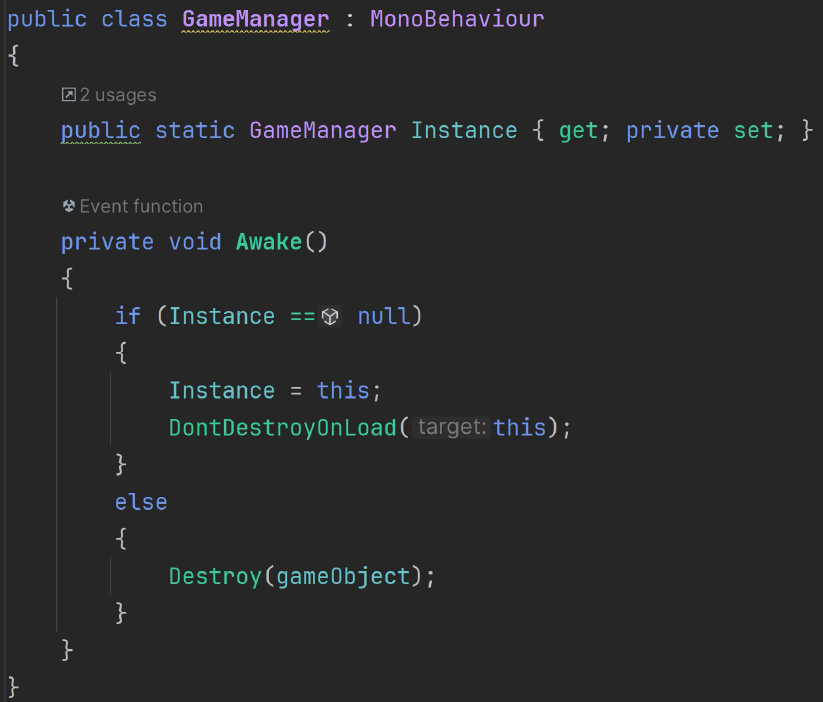 public class GameManager : MonoBehaviour
{
2 usages
public static GameManager Instance { get; private set; }
Event function
private void Awake()
{
if (Instance == null)
{
Instance = this;
DontDestroyOnLoad( target: this);
}
else
{
Destroy(gameObject);
}
}
}